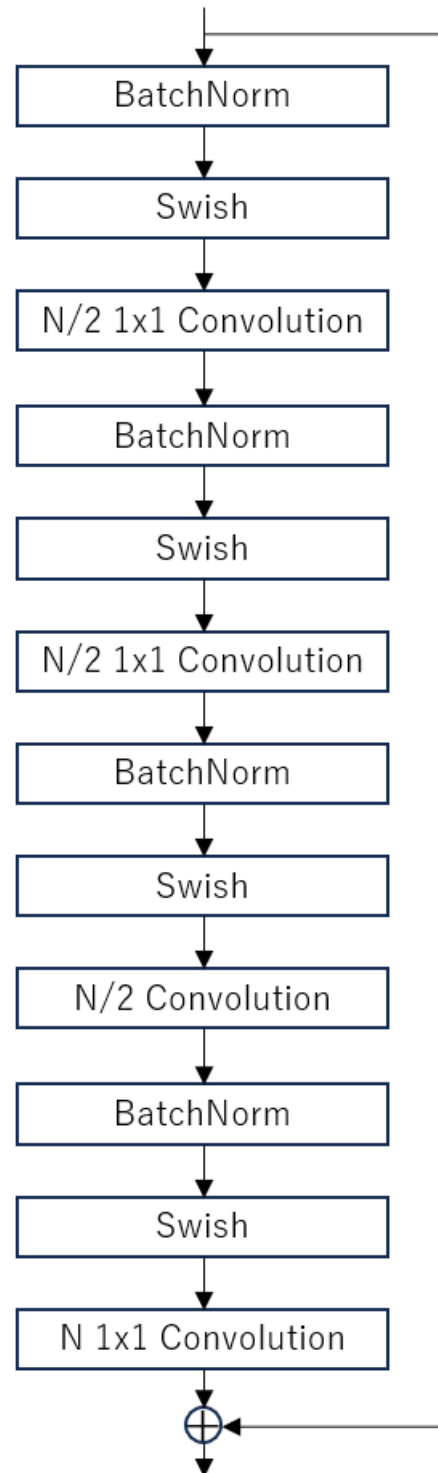 BatchNorm
Swish
N/2 1x1 Convolution
BatchNorm
Swish
N/2 1x1 Convolution
BatchNorm
Swish
N/2 Convolution
BatchNorm
Swish
N 1x1 Convolution